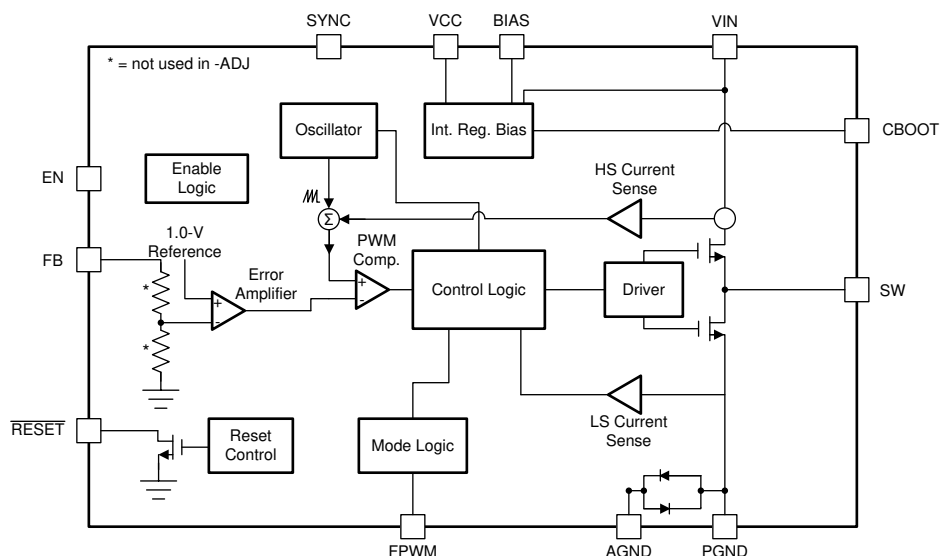 SYNC
VCC
BIAS
VIN
* = not used in -ADJ
Oscillator
Int. Reg. Bias
CBOOT
EN
Enable
Logic
HS Current
Sense
Σ
1.0-V
Reference
FB
PWM
Comp.
Error
Amplifier
+
-
+
-
*
*
Control Logic
Driver
SW
RESET
Reset
Control
Mode Logic
LS Current
Sense
FPWM
AGND
PGND